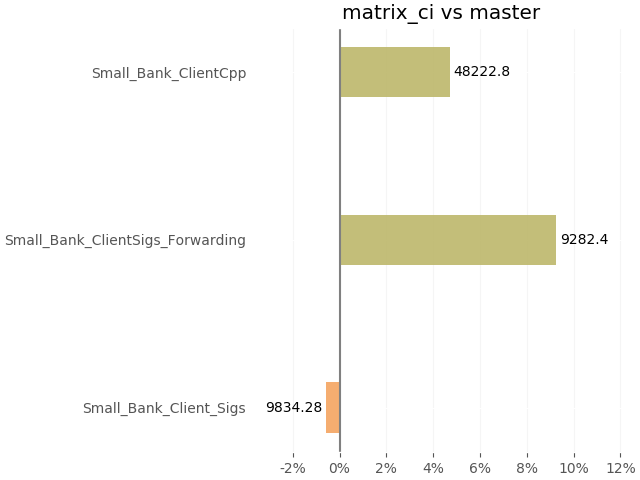 matrix_ci vs master
Small_Bank_ClientCpp
48222.8
Small_Bank_ClientSigs_Forwarding
9282.4
Small_Bank_Client_Sigs
9834.28
-2% 0% 2% 4% 6% 8% 10% 12%